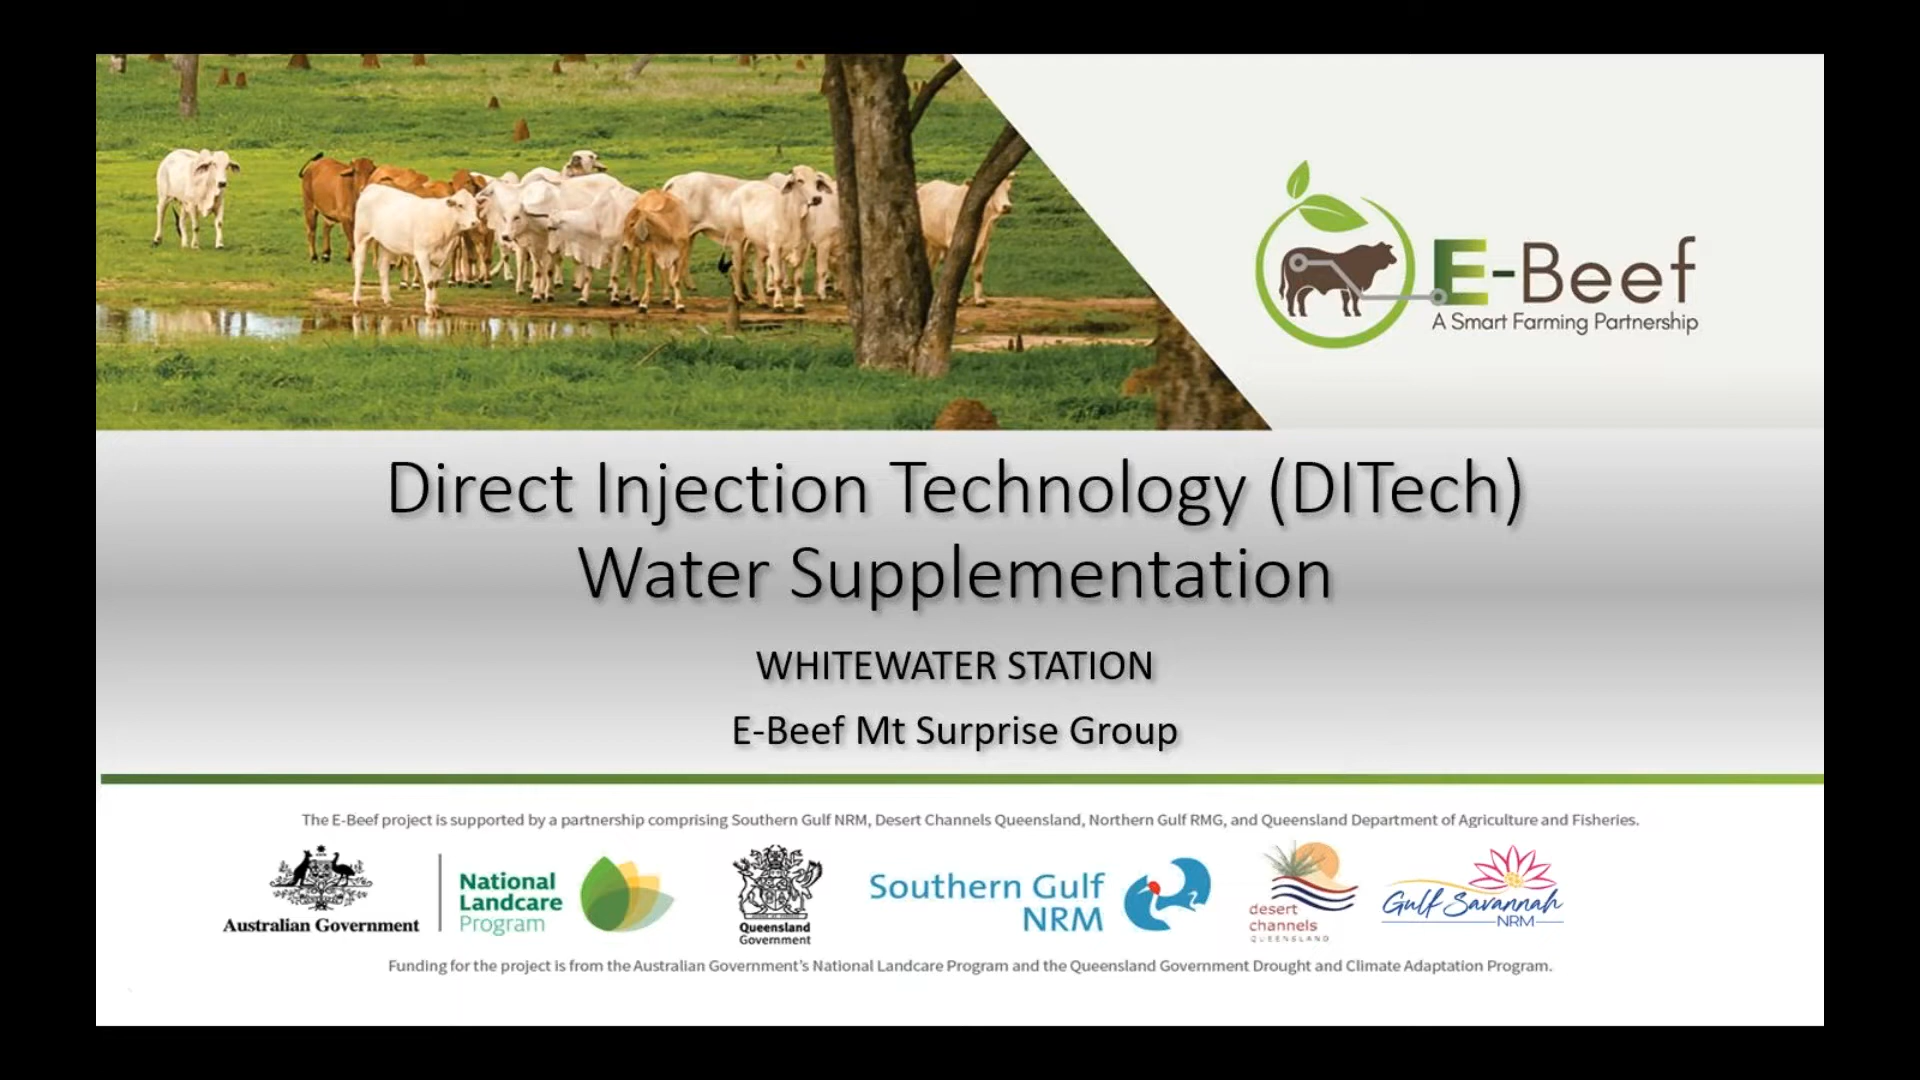 E-Beef
A Smart Farming Partnership
Direct Injection Technology (DITech)
Water Supplementation
WHITEWATER STATION
E-Beef Mt Surprise Group
The E-Beef project is supported by a partnership comprising Southern Gulf NRM, Desert Channels Queensland, Northern Gulf RMG, and Queensland Department of Agriculture and Fisheries.
Australian Government
National
Landcare
Program
Queensland
Government
Southern Gulf
NRM
desert
channels
QUEENSLAND
Gulf Savannah
NRM
Funding for the project is from the Australian Government's National Landcare Program and the Queensland Government Drought and Climate Adaptation Program.